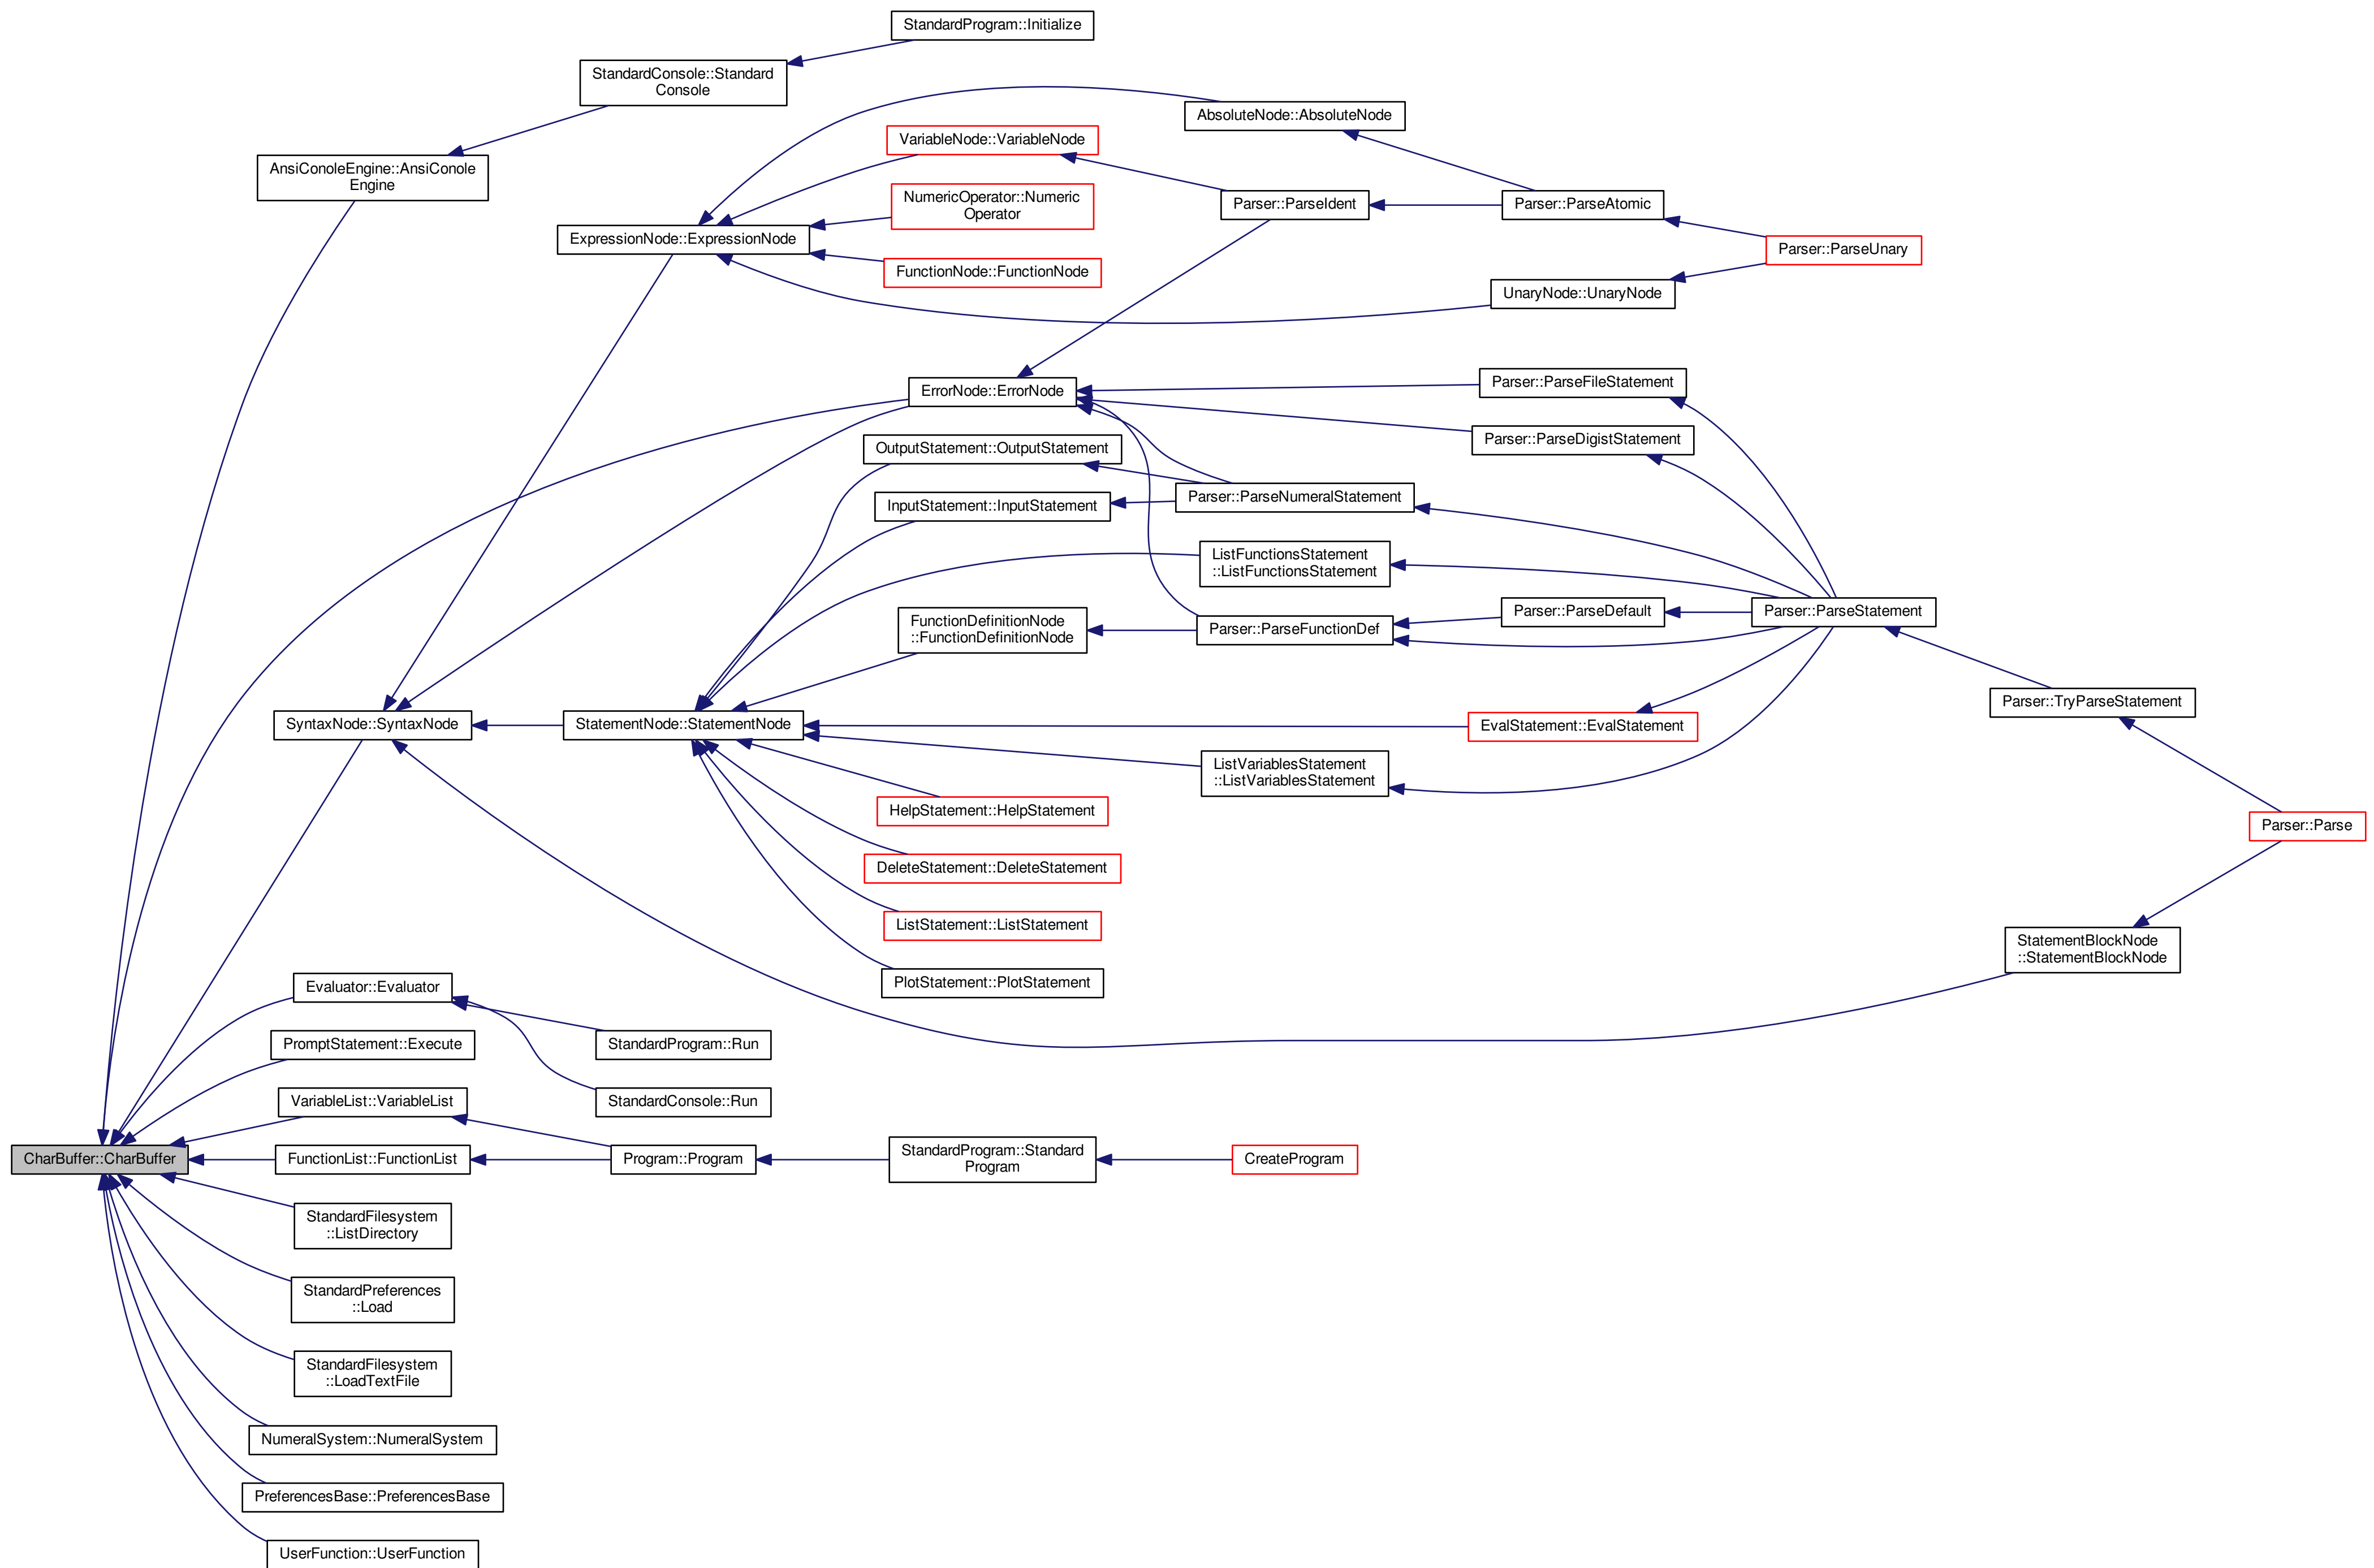 StandardProgram::Initialize
StandardConsole::Standard
Console
AbsoluteNode::AbsoluteNode
VariableNode::VariableNode
AnsiConoleEngine::AnsiConole
Engine
NumericOperator::Numeric
Operator
Parser::ParseIdent
Parser::ParseAtomic
ExpressionNode::ExpressionNode
Parser::ParseUnary
FunctionNode::FunctionNode
UnaryNode::UnaryNode
ErrorNode::ErrorNode
Parser::ParseFileStatement
Parser::ParseDigistStatement
OutputStatement::OutputStatement
Parser::ParseNumeralStatement
InputStatement::InputStatement
ListFunctionsStatement
::ListFunctionsStatement
FunctionDefinitionNode
::FunctionDefinitionNode
Parser::ParseFunctionDef
Parser::ParseDefault
Parser::ParseStatement
Parser::TryParseStatement
SyntaxNode::SyntaxNode
StatementNode::StatementNode
EvalStatement::EvalStatement
ListVariablesStatement
::ListVariablesStatement
HelpStatement::HelpStatement
Parser::Parse
DeleteStatement::DeleteStatement
ListStatement::ListStatement
StatementBlockNode
::StatementBlockNode
PlotStatement::PlotStatement
Evaluator::Evaluator
PromptStatement::Execute
StandardProgram::Run
VariableList::VariableList
StandardConsole::Run
CharBuffer::CharBuffer
FunctionList::FunctionList
Program::Program
StandardProgram::Standard
Program
CreateProgram
StandardFilesystem
::ListDirectory
StandardPreferences
::Load
StandardFilesystem
::LoadTextFile
NumeralSystem::NumeralSystem
PreferencesBase::PreferencesBase
UserFunction::UserFunction